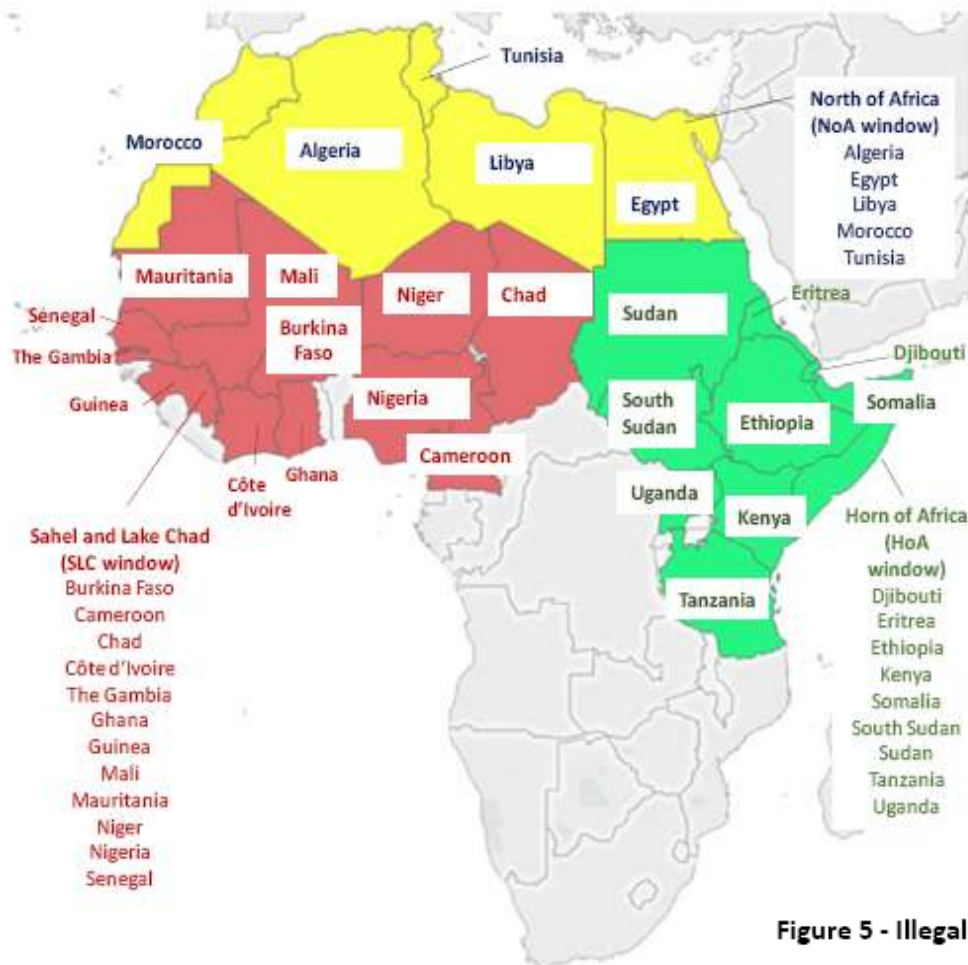 Tunisia
North of Africa
(NoA window)
Algeria
Egypt
Libya
Morocco
Tunisia
Morocco
Algeria
Libya
Egypt
Mauritania
Mali
Niger
Chad
Eritrea
Sénegal
Burkina
Faso
Sudan
The Gambia
Djibouti
Guinea
Nigeria
South
Sudan
Ethiopia
Somalia
Côte
d'Ivoire
Ghana
Cameroon
Uganda
Kenya
Tanzania
Sahel and Lake Chad
(SLC window)
Burkina Faso
Cameroon
Chad
Côte d'Ivoire
The Gambia
Ghana
Guinea
Mali
Mauritania
Niger
Nigeria
Senegal
Horn of Africa
(HoA
window)
Djibouti
Eritrea
Ethiopia
Kenya
Somalia
South Sudan
Sudan
Tanzania
Uganda
Figure 5 - Illegal